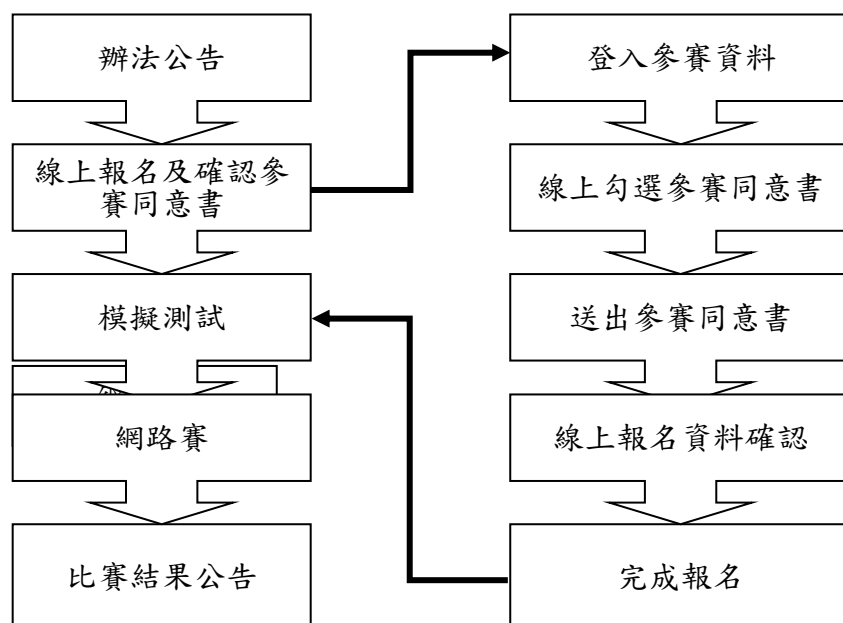 辦法公告
線上報名及確認參
賽同意書
模擬測試
網路賽
比賽結果公告
登入參賽資料
線上勾選參賽同意書
送出參賽同意書
線上報名資料確認
完成報名